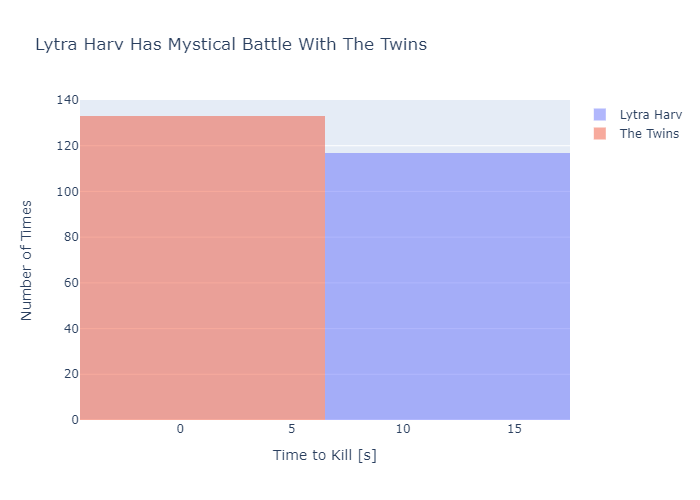 Lytra Harv Has Mystical Battle With The Twins
140
120
100
80
60
40
20
0
Number of Times
0 5 10 15
Time to Kill [s]
Lytra Harv
The Twins